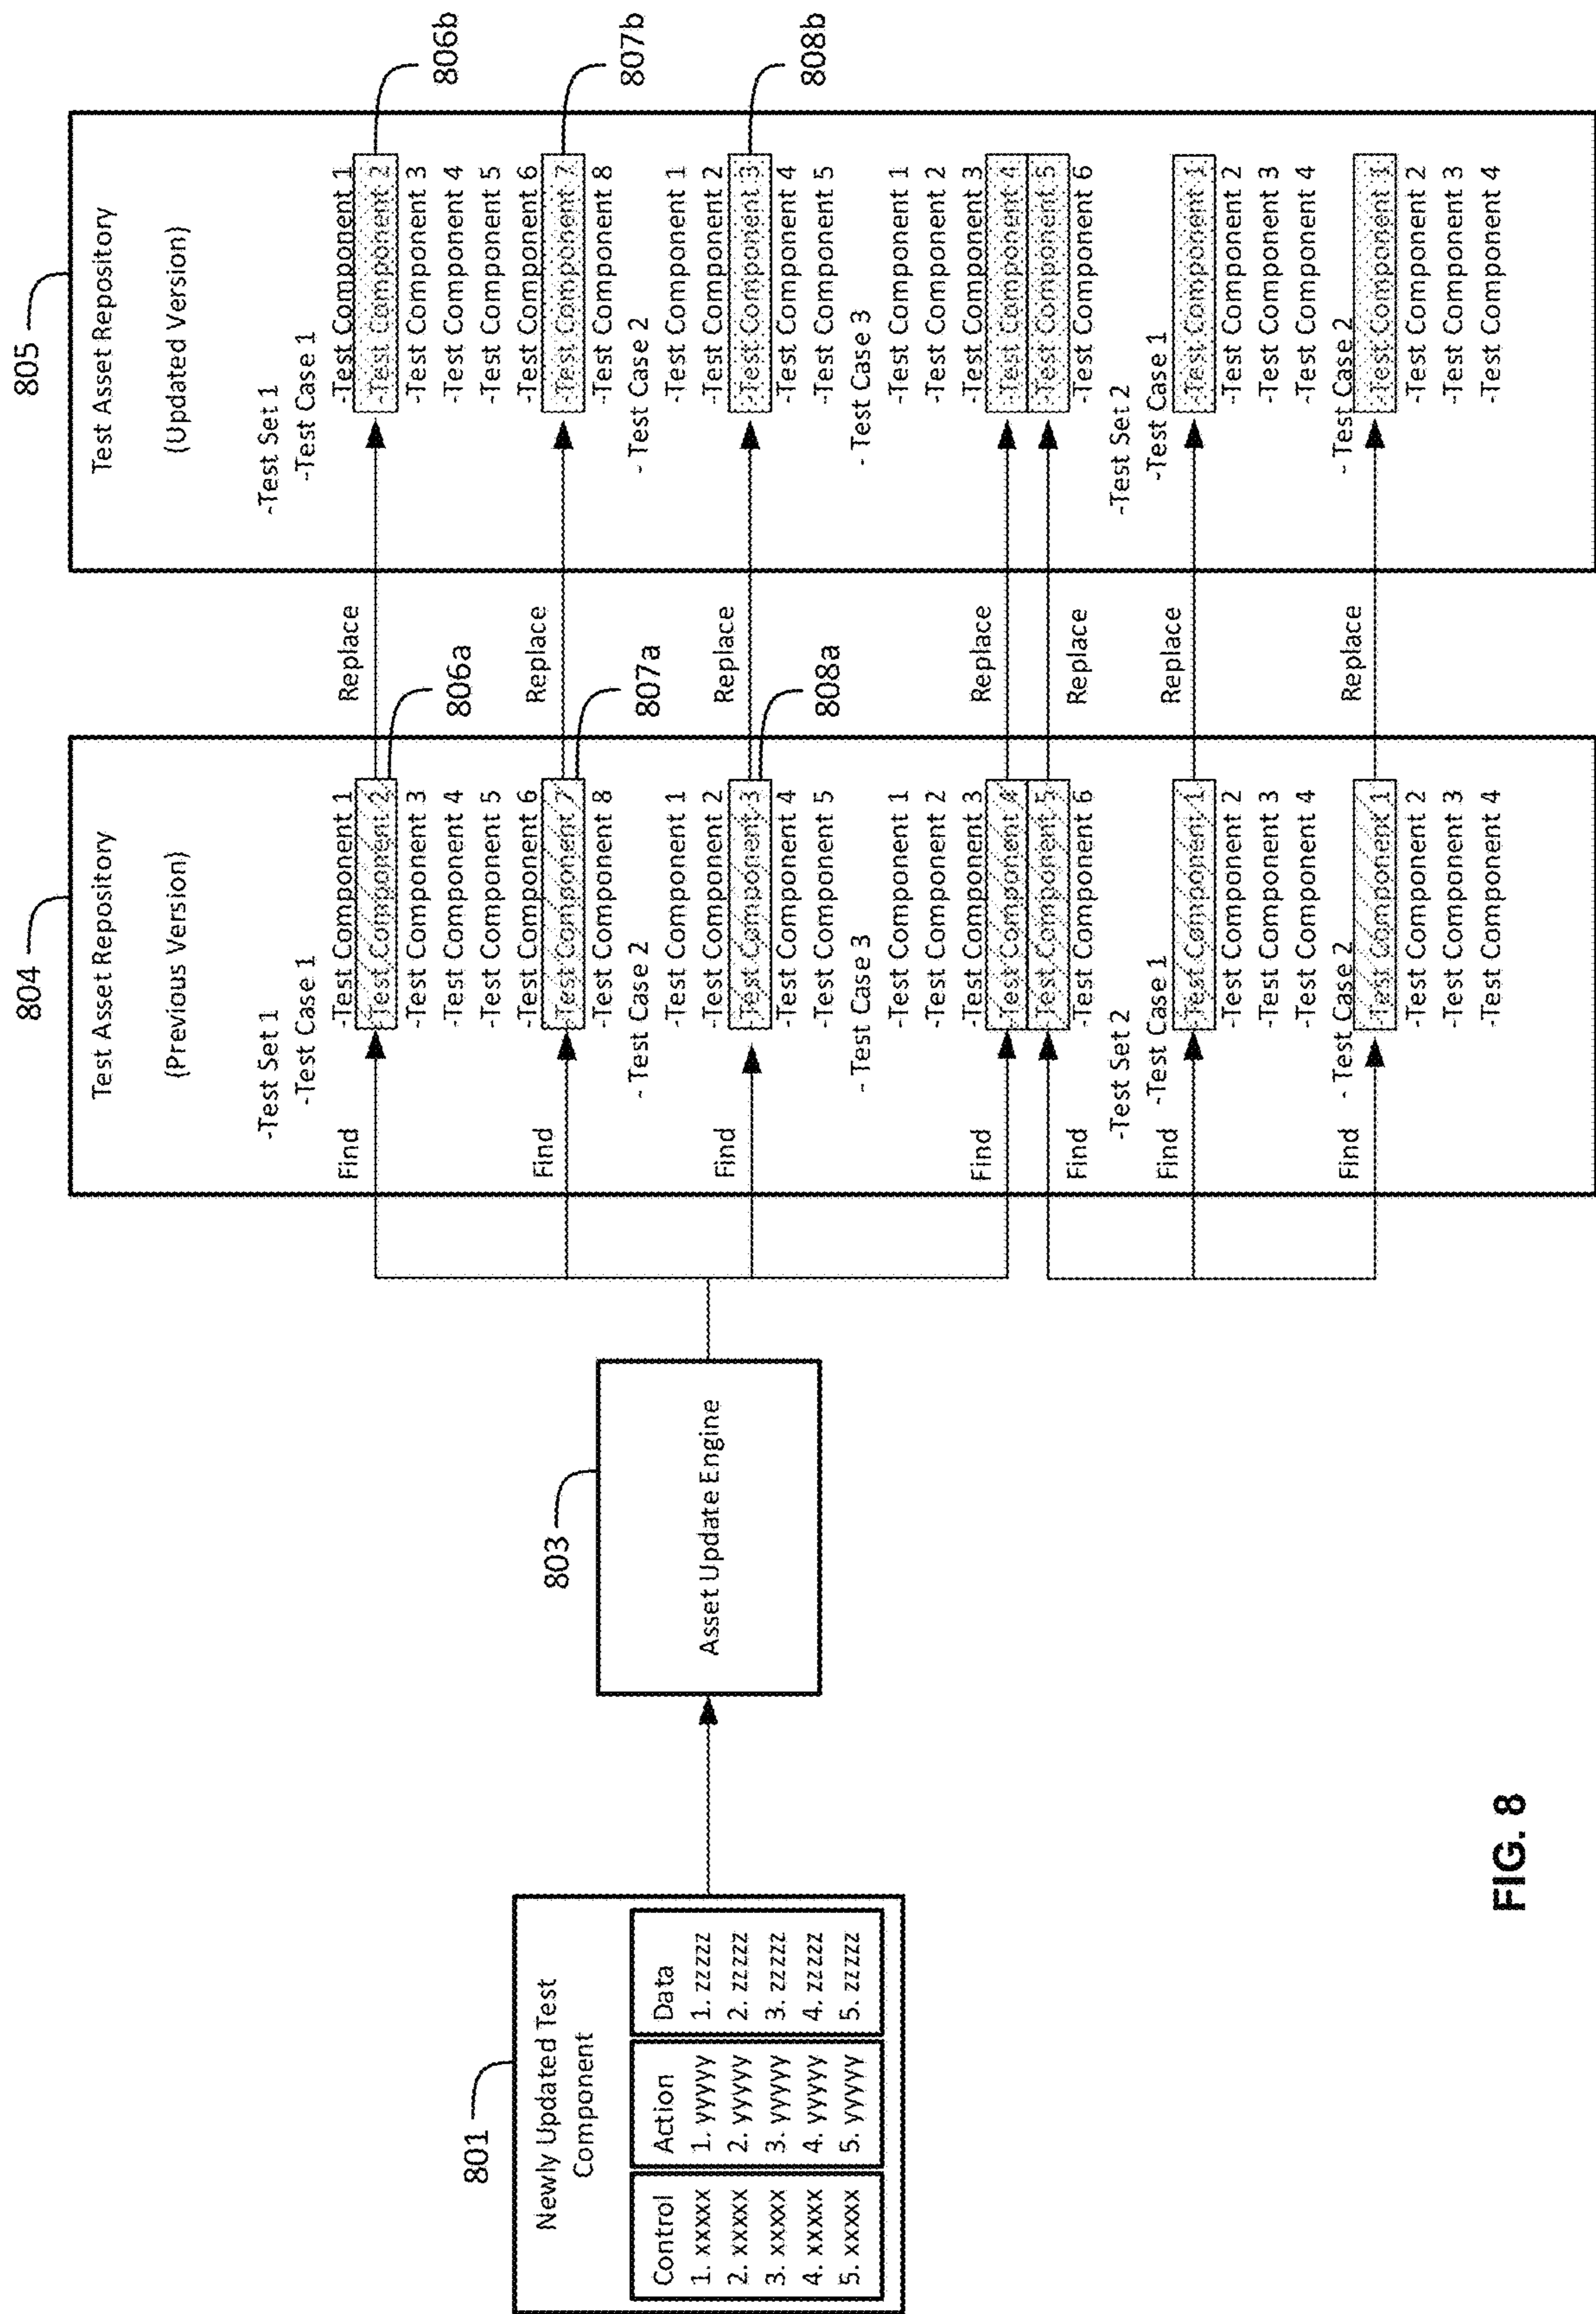 801
Newly Updated Test
Component
Control
1. xxxxx
2. xxxxx
3. xxxxx
4. xxxxx
5. xxxxx
Action
1. yyyyy
2. yyyyy
3. yyyyy
4. yyyyy
5. yyyyy
Data
1. zzzzz
2. zzzzz
3. zzzzz
4. zzzzz
5. zzzzz
803
Asset Update Engine
804
Test Asset Repository
(Previous Version)
-Test Set 1
-Test Case 1
-Test Component 1
Find
-Test Component 2
806a
-Test Component 3
-Test Component 4
-Test Component 5
-Test Component 6
Find
-Test Component 7
807a
-Test Component 8
- Test Case 2
-Test Component 1
-Test Component 2
Find
-Test Component 3
808a
-Test Component 4
-Test Component 5
- Test Case 3
-Test Component 1
-Test Component 2
-Test Component 3
Find
-Test Component 4
-Test Component 5
Find
-Test Component 6
-Test Set 2
-Test Case 1
Find
-Test Component 1
-Test Component 2
-Test Component 3
-Test Component 4
- Test Case 2
Find
-Test Component 1
-Test Component 2
-Test Component 3
-Test Component 4
Replace
Replace
Replace
Replace
Replace
Replace
Replace
805
Test Asset Repository
(Updated Version)
-Test Set 1
-Test Case 1
-Test Component 1
-Test Component 2
806b
-Test Component 3
-Test Component 4
-Test Component 5
-Test Component 6
-Test Component 7
807b
-Test Component 8
- Test Case 2
-Test Component 1
-Test Component 2
-Test Component 3
808b
-Test Component 4
-Test Component 5
- Test Case 3
-Test Component 1
-Test Component 2
-Test Component 3
-Test Component 4
-Test Component 5
-Test Component 6
-Test Set 2
-Test Case 1
-Test Component 1
-Test Component 2
-Test Component 3
-Test Component 4
- Test Case 2
-Test Component 1
-Test Component 2
-Test Component 3
-Test Component 4
FIG. 8